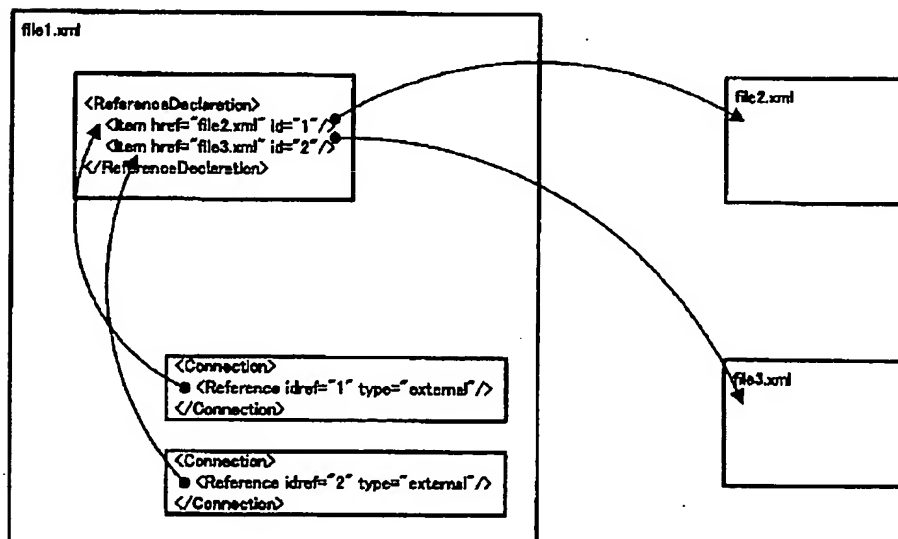 file1.xml
<ReferenceDeclaration>
<Item href="file2.xml" id="1"/>
<Item href="file3.xml" id="2"/>
</ReferenceDeclaration>
file2.xml
<Connection>
<Reference idref="1" type="external"/>
</Connection>
file3.xml
<Connection>
<Reference idref="2" type="external"/>
</Connection>